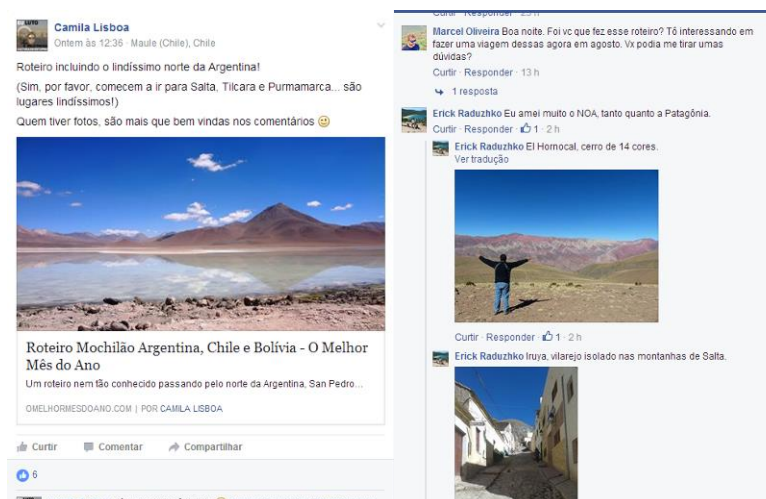 Camila Lisboa
Ontem às 12:36 · Maule (Chile), Chile
Roteiro incluindo o lindíssimo norte da Argentina!
(Sim, por favor, comecem a ir para Salta, Tilcara e Purmamarca... são
lugares lindíssimos!)
Quem tiver fotos, são mais que bem vindas nos comentários
Roteiro Mochilão Argentina, Chile e Bolívia - O Melhor
Mês do Ano
Um roteiro nem tão conhecido passando pelo norte da Argentina, San Pedro...
OMELHORMESDOANO.COM | POR CAMILA LISBOA
Curtir Comentar Compartilhar
6
Curtir · Responder · 23 h
Marcel Oliveira Boa noite. Foi vc que fez esse roteiro? Tô interessando em
fazer uma viagem dessas agora em agosto. Vx podia me tirar umas
dúvidas?
Curtir · Responder · 13 h
1 resposta
Erick Raduzhko Eu amei muito o NOA, tanto quanto a Patagônia.
Curtir · Responder · 1 · 2 h
Erick Raduzhko El Hornocal, cerro de 14 cores.
Ver tradução
Curtir · Responder · 1 · 2 h
Erick Raduzhko Iruya, vilarejo isolado nas montanhas de Salta.